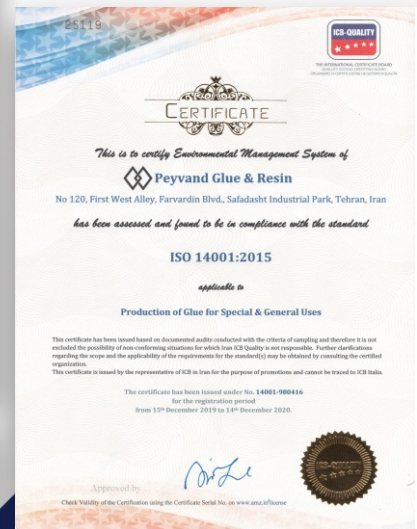 25119
ICB-QUALITY
THE INTERNATIONAL CERTIFICATE BOARD
CERTIFICATE
This is to certify Environmental Management System of
Peyvand Glue & Resin
No 120, First West Alley, Farvardin Blvd., Safadasht Industrial Park, Tehran, Iran
has been assessed and found to be in compliance with the standard
ISO 14001:2015
applicable to
Production of Glue for Special & General Uses
This certificate has been issued based on documented audits conducted with the criteria of sampling and therefore it is not
excluded the possibility of non-conforming situations for which Iran ICB Quality is not responsible. Further clarifications
regarding the scope and the applicability of the requirements for the standard(s) may be obtained by consulting the certified
organization.
This certificate is issued by the representative of ICB in Iran for the purpose of promotions and cannot be traced to ICB Italia.
The certificate has been issued under No. 14001-980416
for the registration period
from 15th December 2019 to 14th December 2020.
Approved by
ICB-QUALITY
Check Validity of the Certification using the Certificate Serial No. on